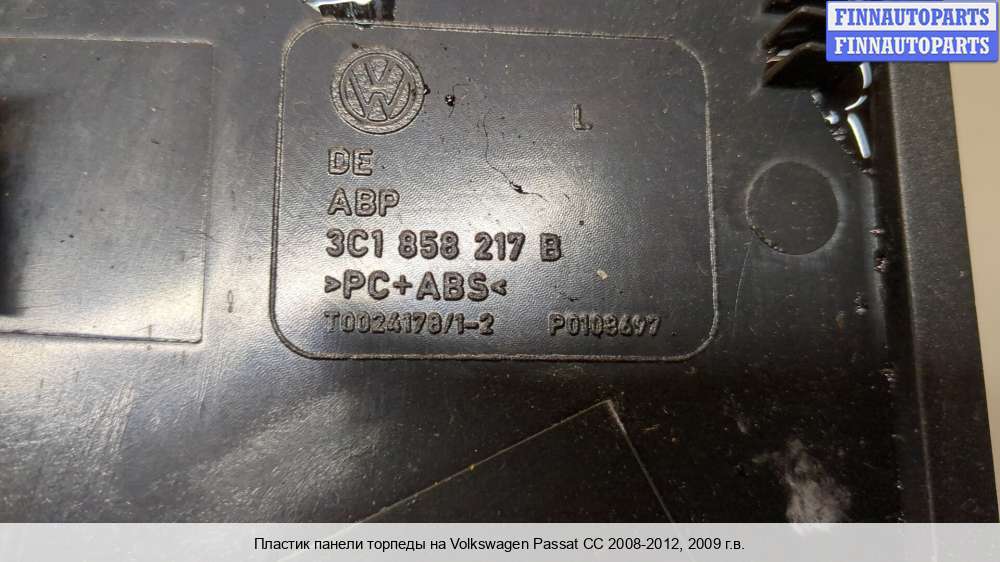 FINNAUTOPARTS
FINNAUTOPARTS
L
DE
ABP
3C1 858 217 B
>PC+ABS<
T0024178/1-2 P0108697
Пластик панели торпеды на Volkswagen Passat CC 2008-2012, 2009 г.в.